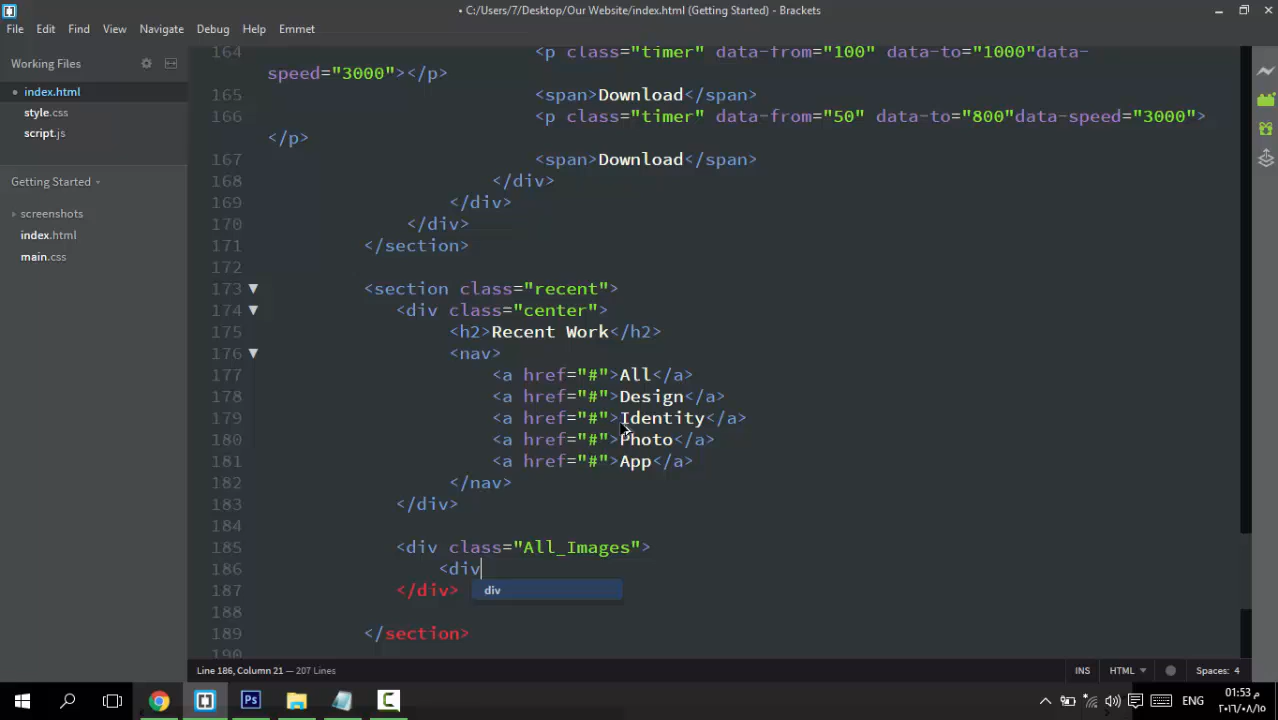 • C:/Users/7/Desktop/Our Website/index.html (Getting Started) - Brackets
File Edit Find View Navigate Debug Help Emmet
Working Files
• index.html
style.css
script.js
Getting Started
screenshots
index.html
main.css
164 <p class="timer" data-from="100" data-to="1000"data-
speed="3000"></p>
165 <span>Download</span>
166 <p class="timer" data-from="50" data-to="800"data-speed="3000">
</p>
167 <span>Download</span>
168 </div>
169 </div>
170 </div>
171 </section>
172
173 <section class="recent">
174 <div class="center">
175 <h2>Recent Work</h2>
176 <nav>
177 <a href="#">All</a>
178 <a href="#">Design</a>
179 <a href="#">Identity</a>
180 <a href="#">Photo</a>
181 <a href="#">App</a>
182 </nav>
183 </div>
184
185 <div class="All_Images">
186 <div
187 </div>
div
188
189 </section>
190
Line 186, Column 21 — 207 Lines
INS HTML Spaces: 4
Ps
C
ENG
01:53 م
٢٠١٦/٠٨/١٥